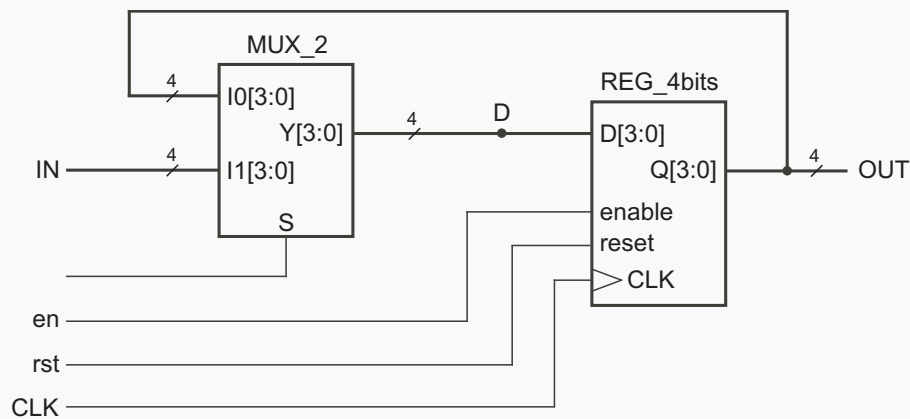 MUX_2
REG_4bits
4
I0[3:0]
4
D
D[3:0]
Y[3:0]
IN
4
I1[3:0]
Q[3:0]
4
OUT
S
enable
reset
CLK
en
rst
CLK